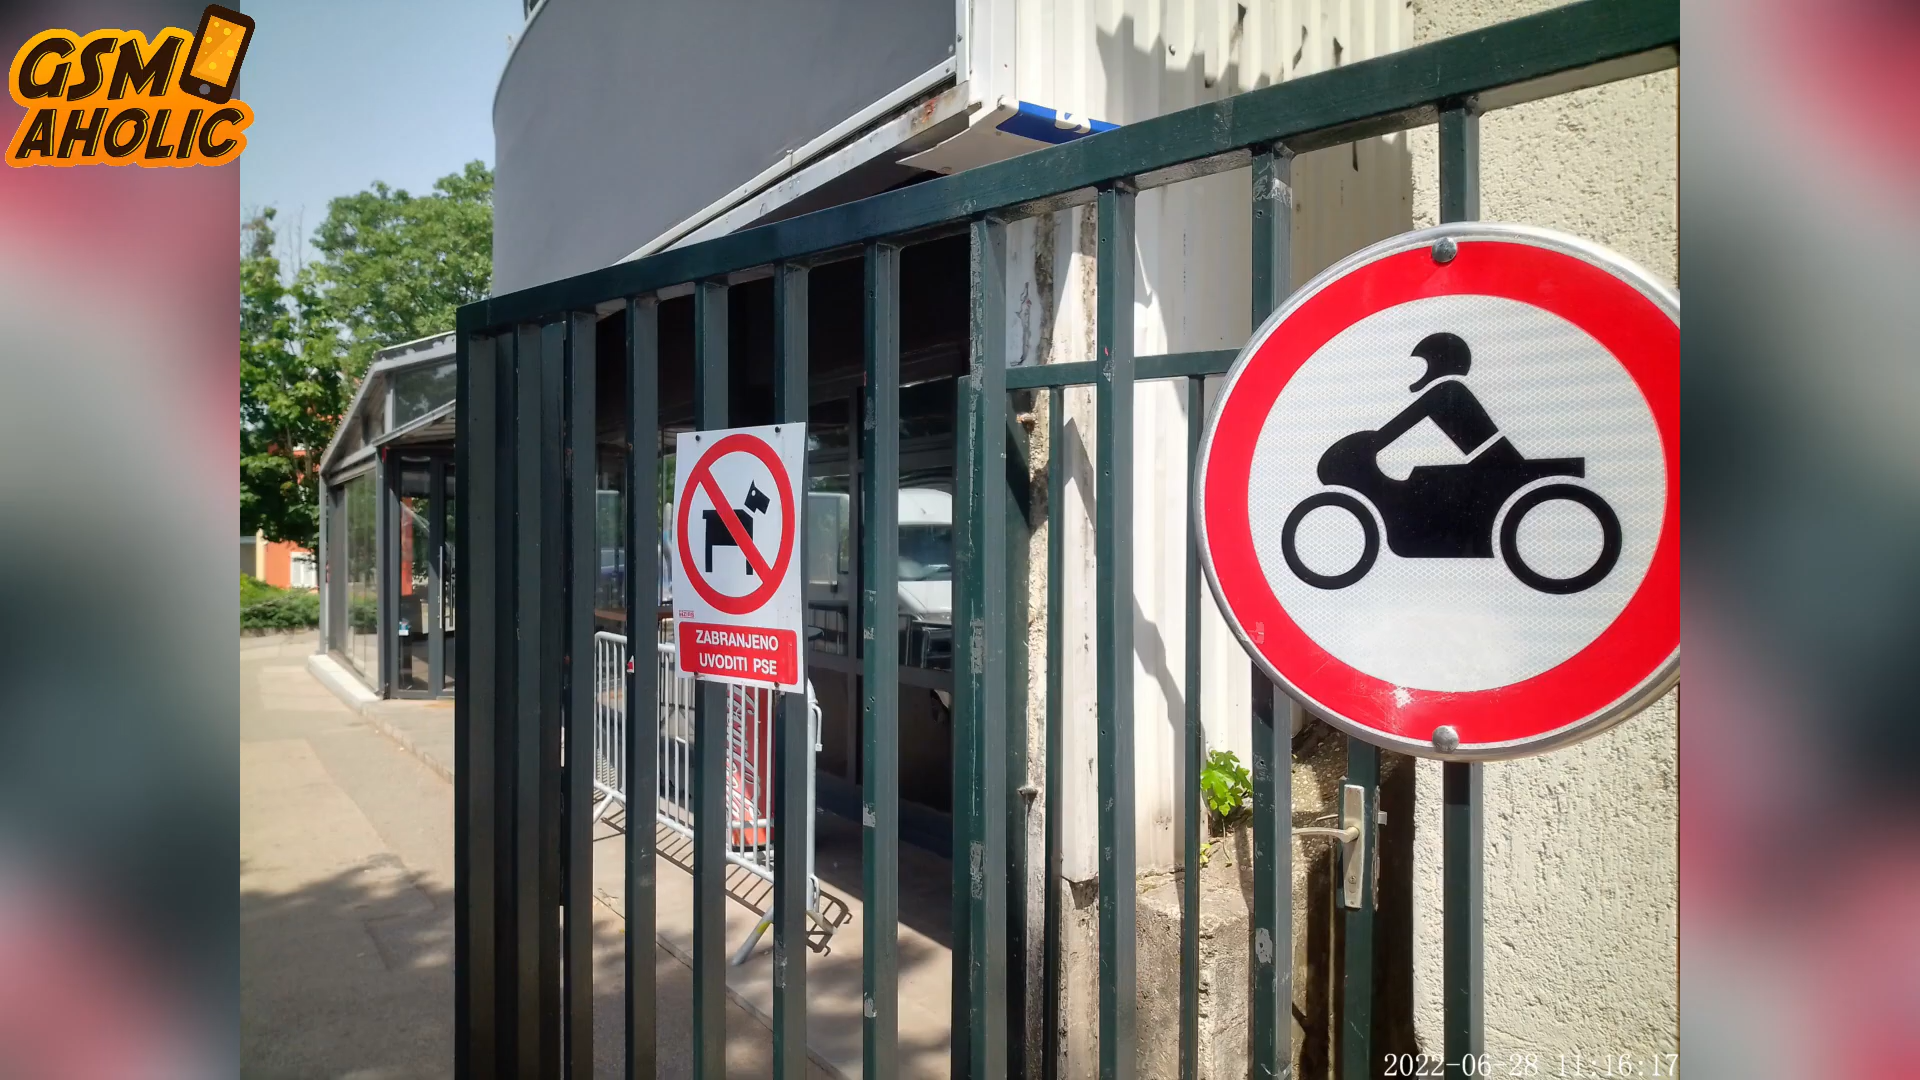 GSM
AHOLIC
ZABRANJENO
UVODITI PSE
2022-06-28 11:16:17